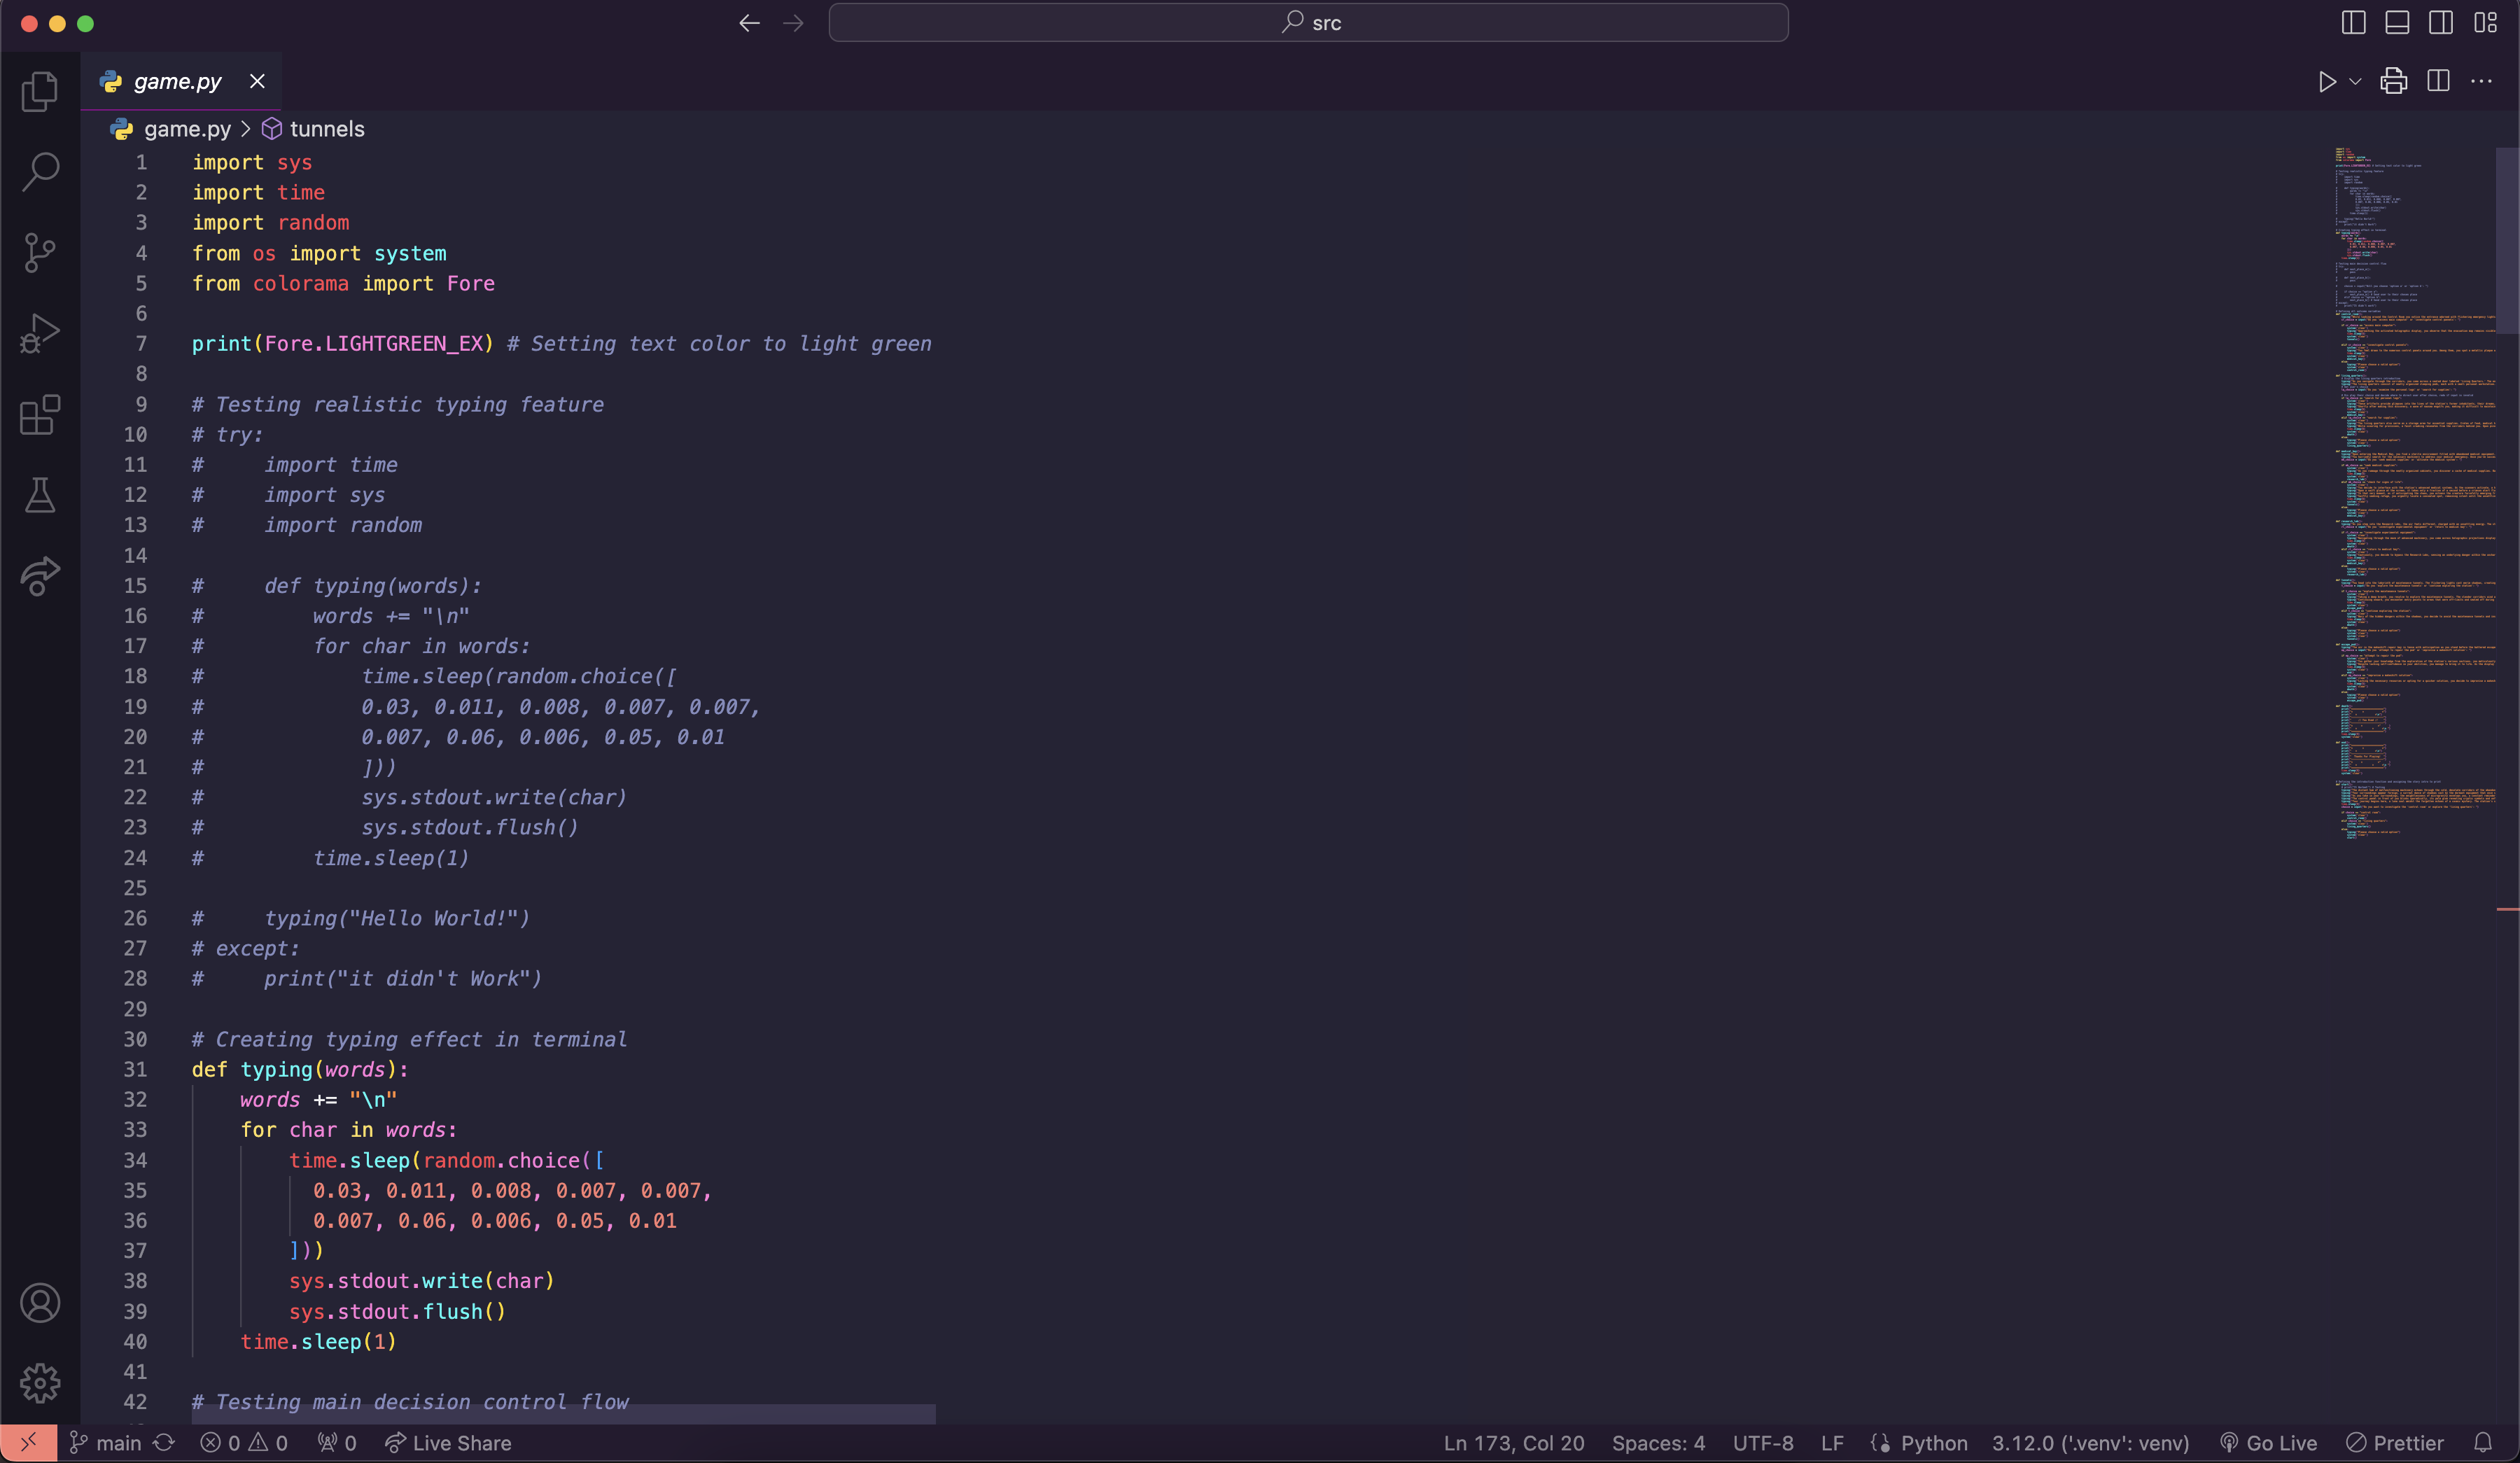 src
game.py
game.py > tunnels
1 import sys
2 import time
3 import random
4 from os import system
5 from colorama import Fore
6
7 print(Fore.LIGHTGREEN_EX) # Setting text color to light green
8
9 # Testing realistic typing feature
10 # try:
11 #     import time
12 #     import sys
13 #     import random
14
15 #     def typing(words):
16 #         words += "\n"
17 #         for char in words:
18 #             time.sleep(random.choice([
19 #             0.03, 0.011, 0.008, 0.007, 0.007,
20 #             0.007, 0.06, 0.006, 0.05, 0.01
21 #             ]))
22 #             sys.stdout.write(char)
23 #             sys.stdout.flush()
24 #         time.sleep(1)
25
26 #     typing("Hello World!")
27 # except:
28 #     print("it didn't Work")
29
30 # Creating typing effect in terminal
31 def typing(words):
32     words += "\n"
33     for char in words:
34         time.sleep(random.choice([
35           0.03, 0.011, 0.008, 0.007, 0.007,
36           0.007, 0.06, 0.006, 0.05, 0.01
37         ]))
38         sys.stdout.write(char)
39         sys.stdout.flush()
40     time.sleep(1)
41
42 # Testing main decision control flow
main 0 0 0 Live Share Ln 173, Col 20 Spaces: 4 UTF-8 LF Python 3.12.0 ('.venv': venv) Go Live Prettier